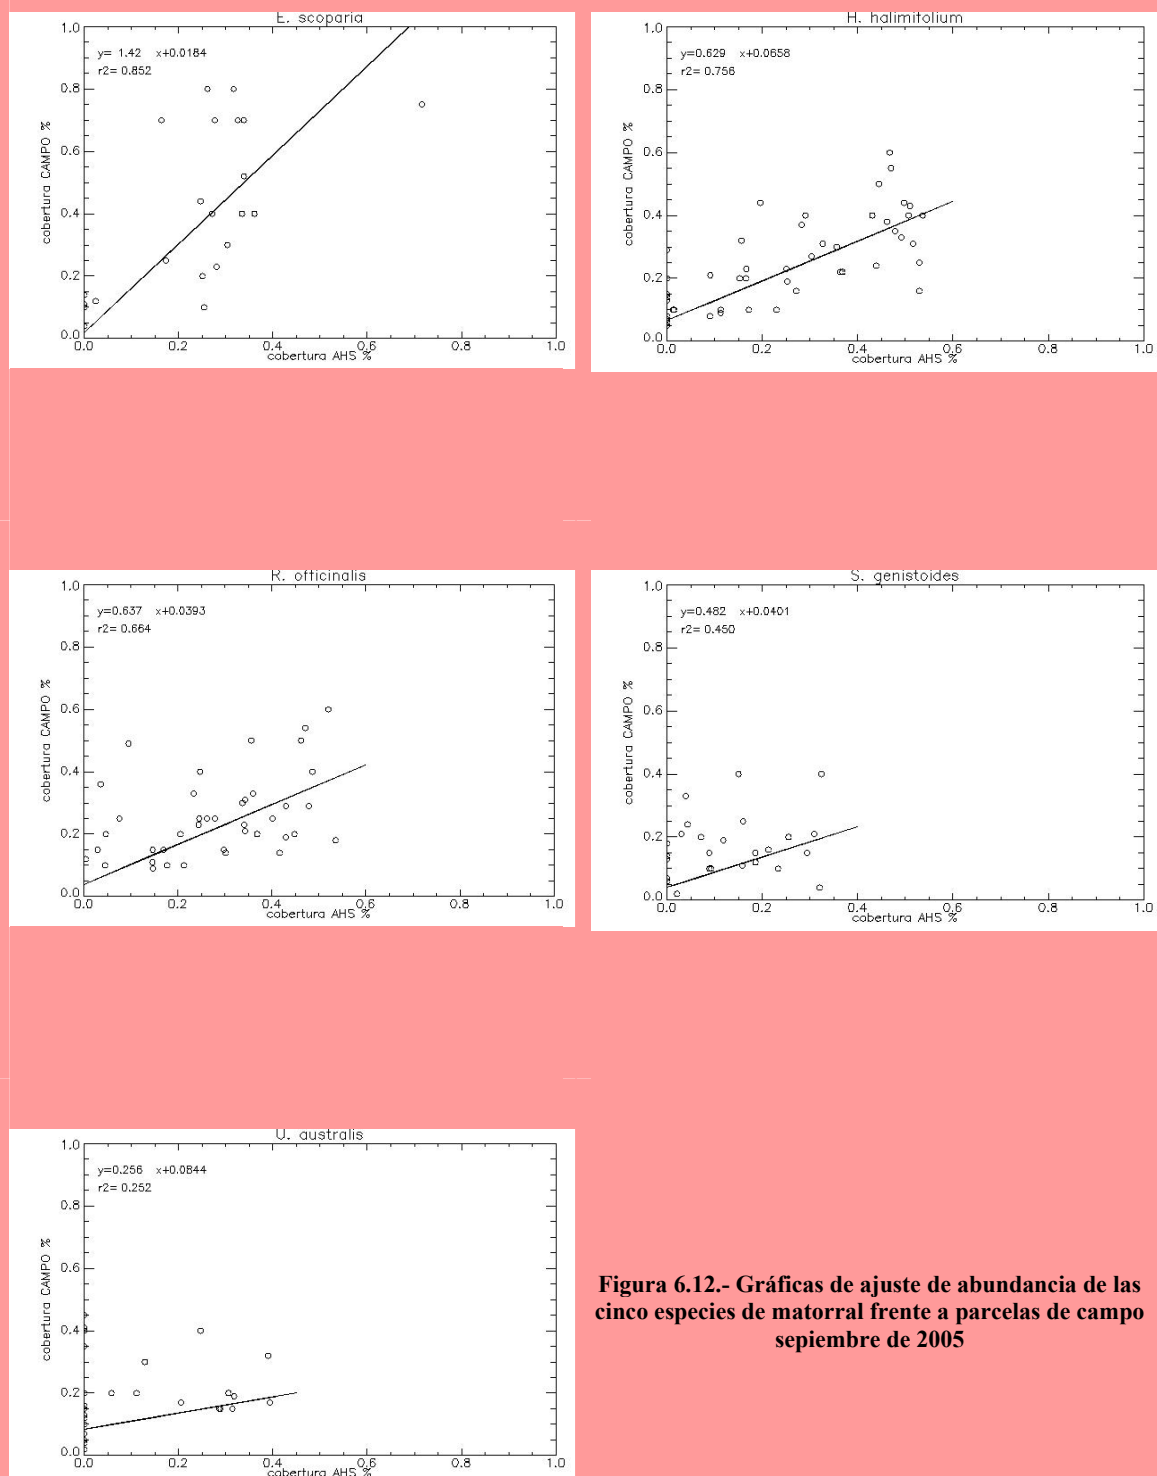 E. scoparia
y= 1.42 x+0.0184
r2= 0.852
cobertura CAMPO %
1.0
0.8
0.6
0.4
0.2
0.0
0.0 0.2 0.4 0.6 0.8 1.0
cobertura AHS %
H. halimifolium
y=0.629 x+0.0658
r2= 0.756
cobertura CAMPO %
1.0
0.8
0.6
0.4
0.2
0.0
0.0 0.2 0.4 0.6 0.8 1.0
cobertura AHS %
R. officinalis
y=0.637 x+0.0393
r2= 0.664
cobertura CAMPO %
1.0
0.8
0.6
0.4
0.2
0.0
0.0 0.2 0.4 0.6 0.8 1.0
cobertura AHS %
S. genistoides
y=0.482 x+0.0401
r2= 0.450
cobertura CAMPO %
1.0
0.8
0.6
0.4
0.2
0.0
0.0 0.2 0.4 0.6 0.8 1.0
cobertura AHS %
U. australis
y=0.256 x+0.0844
r2= 0.252
cobertura CAMPO %
1.0
0.8
0.6
0.4
0.2
0.0
0.0 0.2 0.4 0.6 0.8 1.0
cobertura AHS %
Figura 6.12.- Gráficas de ajuste de abundancia de las
cinco especies de matorral frente a parcelas de campo
sepiembre de 2005